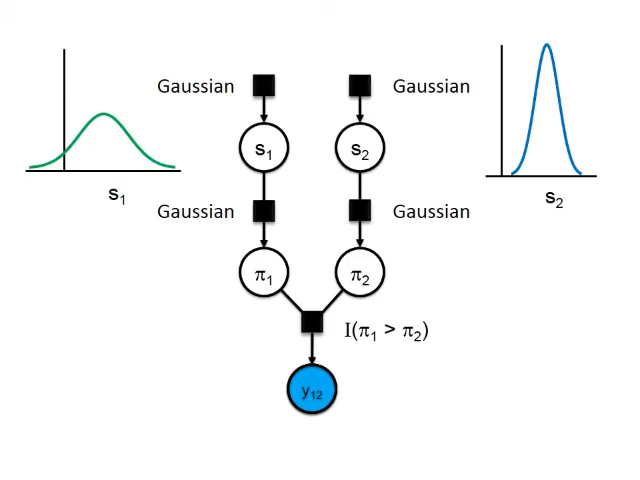 Gaussian
Gaussian
s₁
s₂
s₁
s₂
Gaussian
Gaussian
π₁
π₂
I(π₁ > π₂)
y₁₂